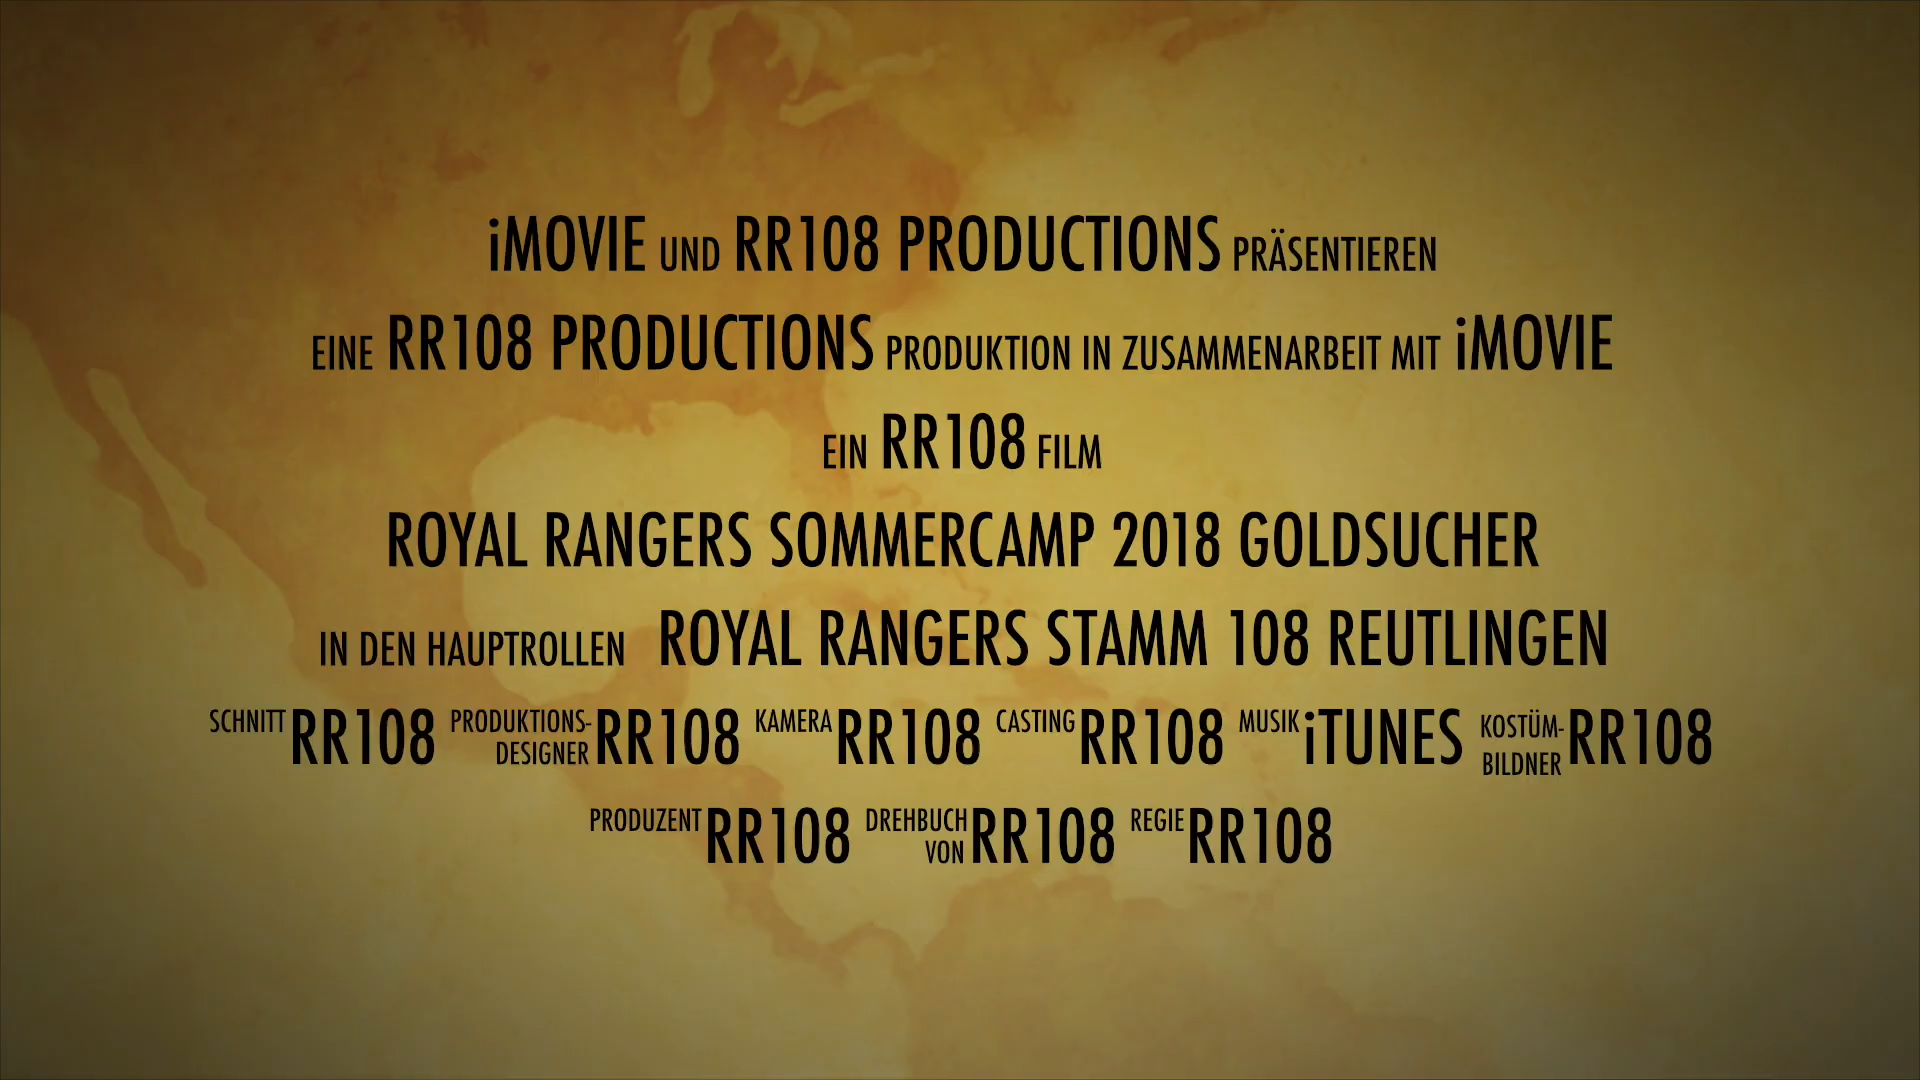 iMOVIE UND RR108 PRODUCTIONS PRÄSENTIEREN
EINE RR108 PRODUCTIONS PRODUKTION IN ZUSAMMENARBEIT MIT iMOVIE
EIN RR108 FILM
ROYAL RANGERS SOMMERCAMP 2018 GOLDSUCHER
IN DEN HAUPTROLLEN ROYAL RANGERS STAMM 108 REUTLINGEN
SCHNITT RR108 PRODUKTIONS-DESIGNER RR108 KAMERA RR108 CASTING RR108 MUSIK iTUNES KOSTÜM-BILDNER RR108
PRODUZENT RR108 DREHBUCH VON RR108 REGIE RR108